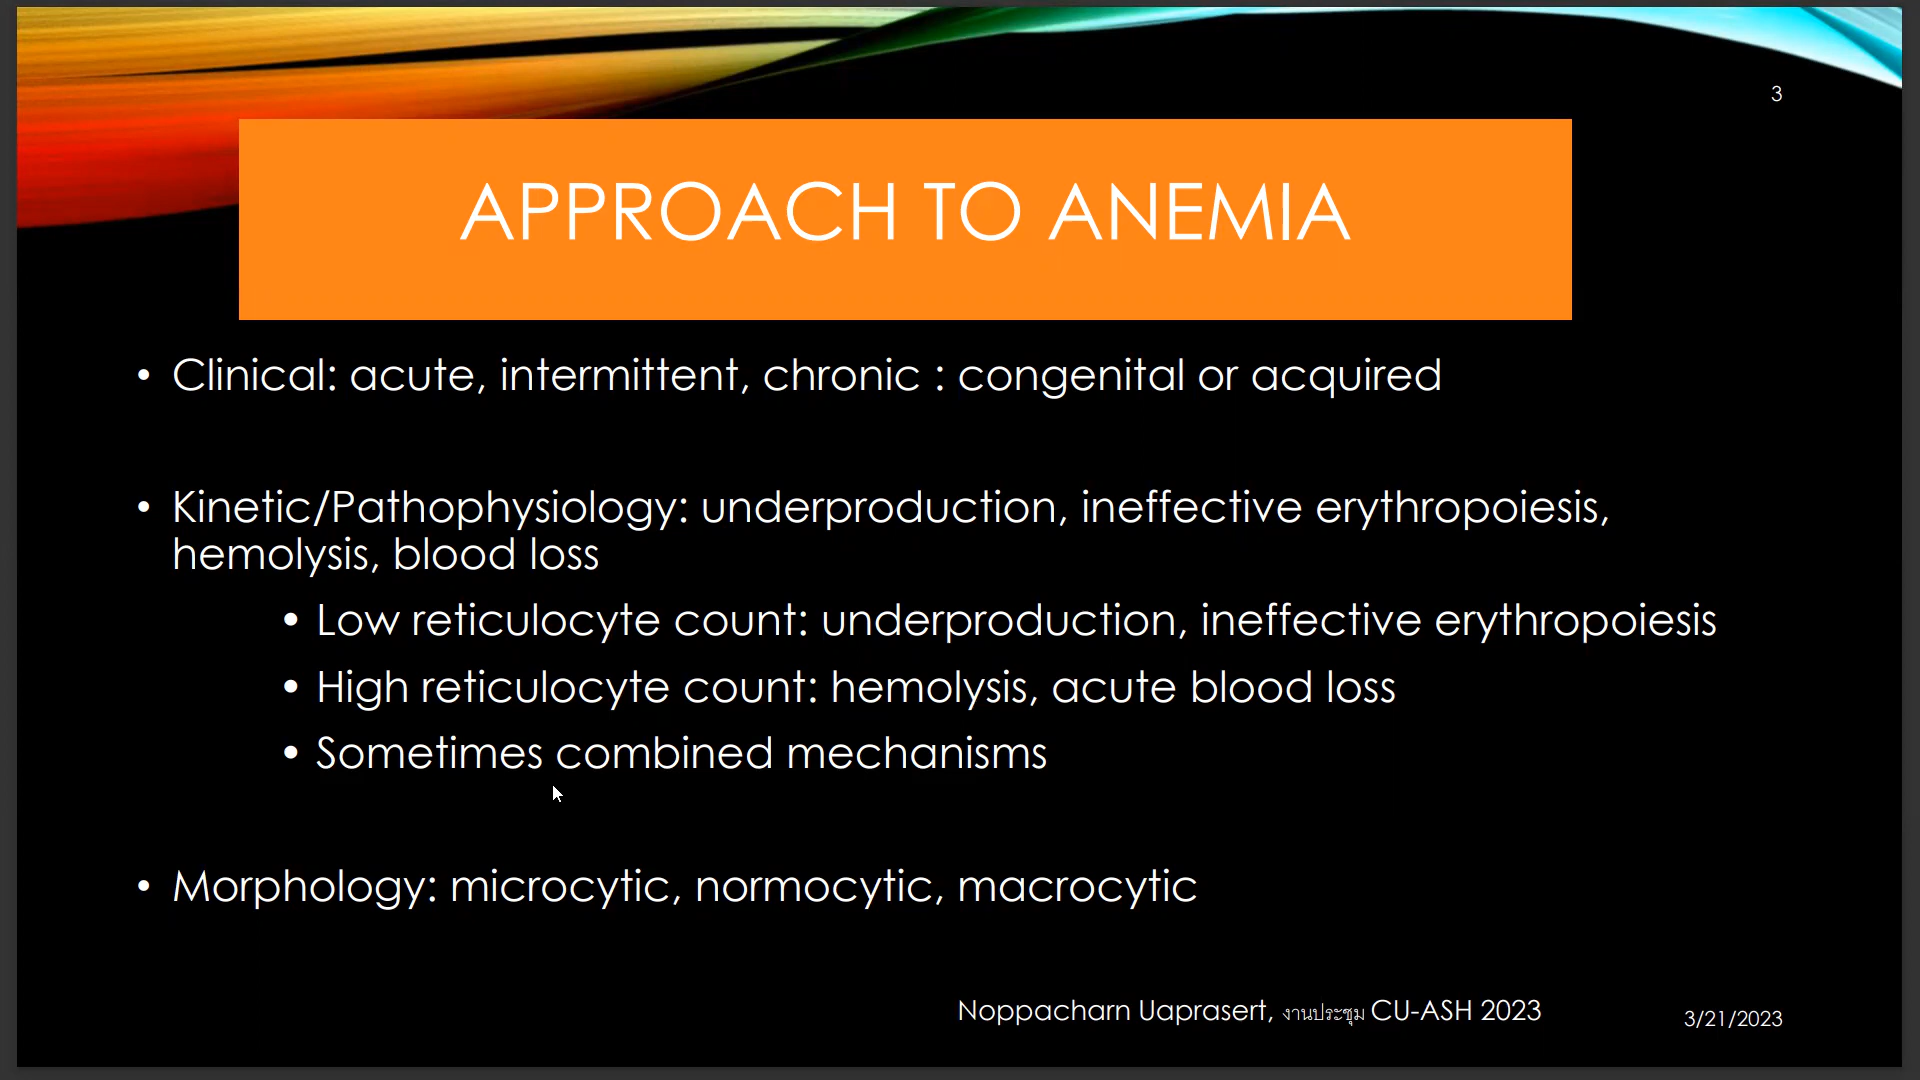 3
APPROACH TO ANEMIA
• Clinical: acute, intermittent, chronic : congenital or acquired
• Kinetic/Pathophysiology: underproduction, ineffective erythropoiesis,
hemolysis, blood loss
• Low reticulocyte count: underproduction, ineffective erythropoiesis
• High reticulocyte count: hemolysis, acute blood loss
• Sometimes combined mechanisms
• Morphology: microcytic, normocytic, macrocytic
Noppacharn Uaprasert, งานประชุม CU-ASH 2023
3/21/2023